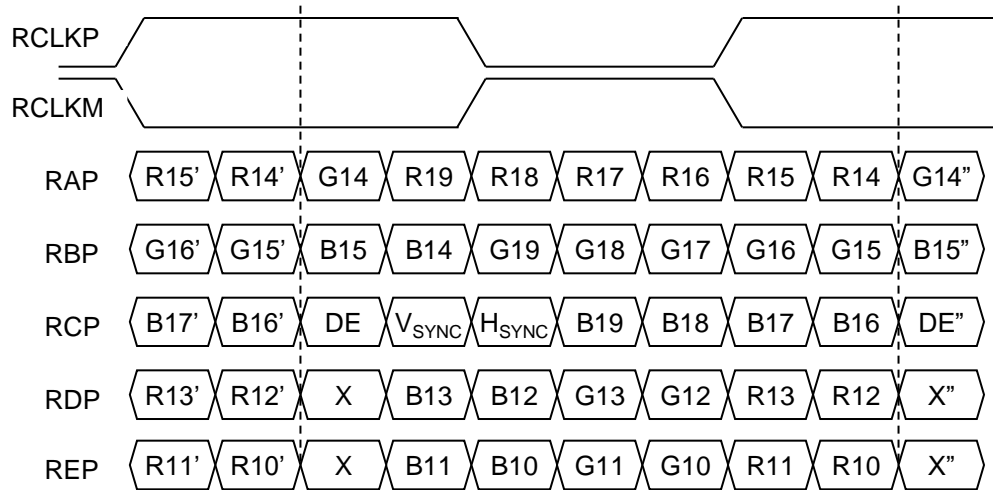 RCLKP
RCLKM
RAP R15’ R14’ G14 R19 R18 R17 R16 R15 R14 G14”
RBP G16’ G15’ B15 B14 G19 G18 G17 G16 G15 B15”
RCP B17’ B16’ DE VSYNC HSYNC B19 B18 B17 B16 DE”
RDP R13’ R12’ X B13 B12 G13 G12 R13 R12 X”
REP R11’ R10’ X B11 B10 G11 G10 R11 R10 X”